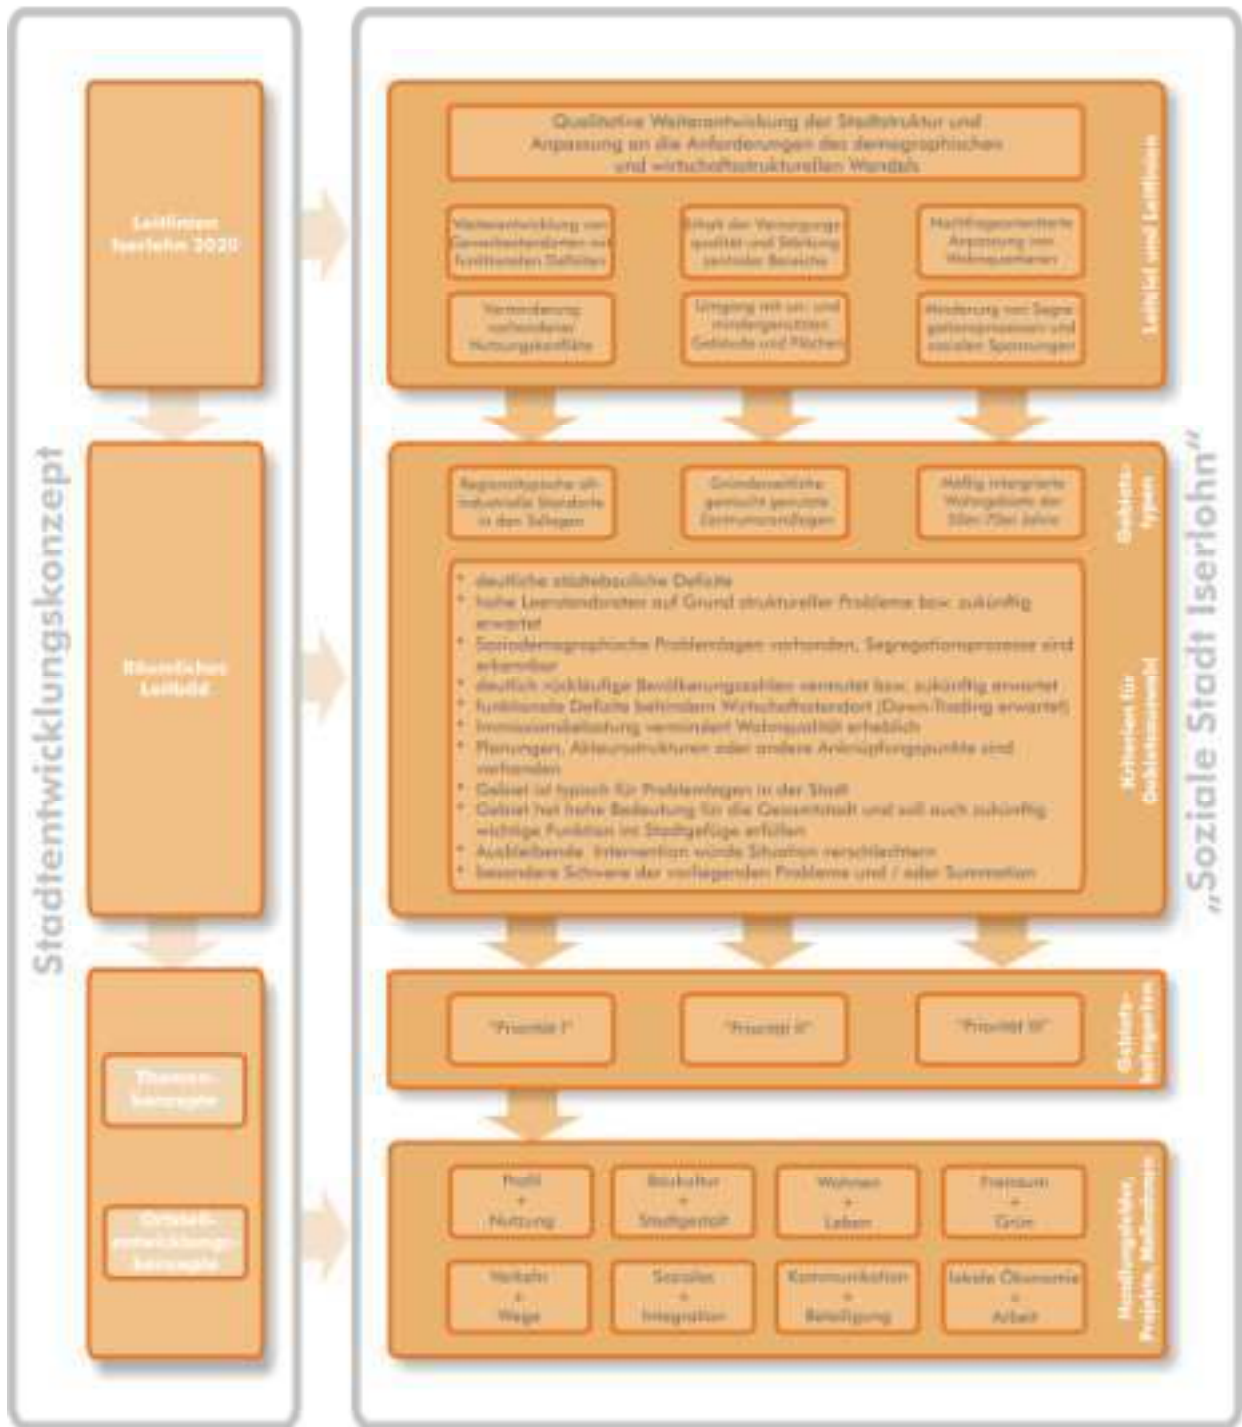 Stadtentwicklungskonzept
Leitlinien
Iserlohn 2020
Räumliches
Leitbild
Themen-
konzepte
Ortsteil-
entwicklungs-
konzepte
„Soziale Stadt Iserlohn“
Leitziel und Leitlinien
Qualitative Weiterentwicklung der Stadtstruktur und
Anpassung an die Anforderungen des demographischen
und wirtschaftsstrukturellen Wandels
Weiterentwicklung von
Gewerbestandorten mit
funktionalen Defiziten
Erhalt der Versorgungs-
qualität und Stärkung
zentraler Bereiche
Nachfrageorientierte
Anpassung von
Wohnquartieren
Verminderung
vorhandener
Nutzungskonflikte
Umgang mit un- und
mindergenutzten
Gebäude und Flächen
Minderung von Segre-
gationsprozessen und
sozialen Spannungen
Gebiets-
typen
Regionaltypische alt-
industrielle Standorte
in den Tallagen
Gründerzeitliche
gemischt genutzte
Zentrumsrandlagen
Mäßig intergrierte
Wohngebiete der
50er-70er Jahre
Kriterien für
Gebietsauswahl
* deutliche städtebauliche Defizite
* hohe Leerstandsraten auf Grund struktureller Probleme bzw. zukünftig
erwartet
* Soziodemographische Problemlagen vorhanden, Segregationsprozesse sind
erkennbar
* deutlich rückläufige Bevölkerungszahlen vermutet bzw. zukünftig erwartet
* funktionale Defizite behindern Wirtschaftsstandort (Down-Trading erwartet)
* Immissionsbelastung vermindert Wohnqualität erheblich
* Planungen, Akteursstrukturen oder andere Anknüpfungspunkte sind
vorhanden
* Gebiet ist typisch für Problemlagen in der Stadt
* Gebiet hat hohe Bedeutung für die Gesamtstadt und soll auch zukünftig
wichtige Funktion im Stadtgefüge erfüllen
* Ausbleibende Intervention würde Situation verschlechtern
* besondere Schwere der vorliegenden Probleme und / oder Summation
Gebiets-
kategorien
"Priorität I"
"Priorität II"
"Priorität III"
Handlungsfelder,
Projekte, Maßnahmen
Profil
+
Nutzung
Baukultur
+
Stadtgestalt
Wohnen
+
Leben
Freiraum
+
Grün
Verkehr
+
Wege
Soziales
+
Integration
Kommunikation
+
Beteiligung
lokale Ökonomie
+
Arbeit